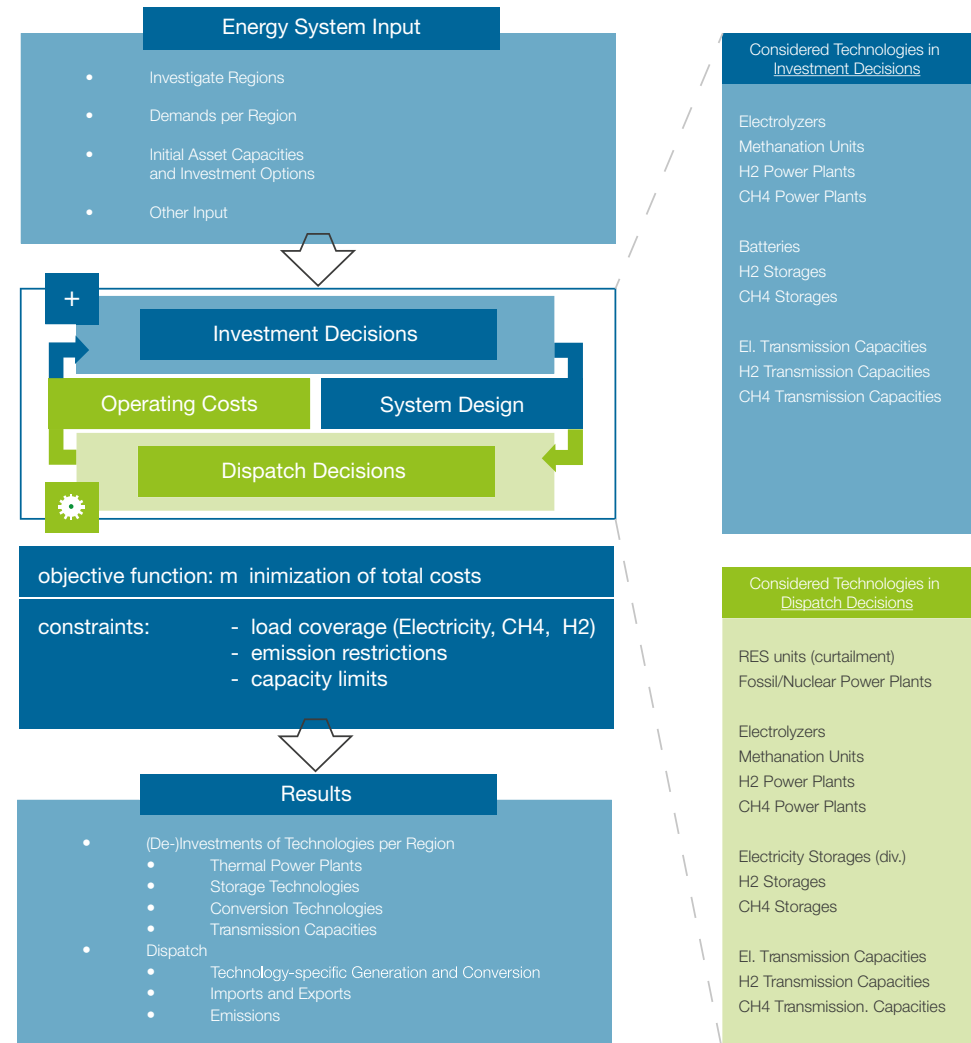 Energy System Input
• Investigate Regions
• Demands per Region
• Initial Asset Capacities
and Investment Options
• Other Input
+
Investment Decisions
Operating Costs
System Design
Dispatch Decisions
objective function: m inimization of total costs
constraints: - load coverage (Electricity, CH4, H2)
- emission restrictions
- capacity limits
Results
• (De-)Investments of Technologies per Region
• Thermal Power Plants
• Storage Technologies
• Conversion Technologies
• Transmission Capacities
• Dispatch
• Technology-specific Generation and Conversion
• Imports and Exports
• Emissions
Considered Technologies in
Investment Decisions
Electrolyzers
Methanation Units
H2 Power Plants
CH4 Power Plants
Batteries
H2 Storages
CH4 Storages
El. Transmission Capacities
H2 Transmission Capacities
CH4 Transmission Capacities
Considered Technologies in
Dispatch Decisions
RES units (curtailment)
Fossil/Nuclear Power Plants
Electrolyzers
Methanation Units
H2 Power Plants
CH4 Power Plants
Electricity Storages (div.)
H2 Storages
CH4 Storages
El. Transmission Capacities
H2 Transmission Capacities
CH4 Transmission. Capacities